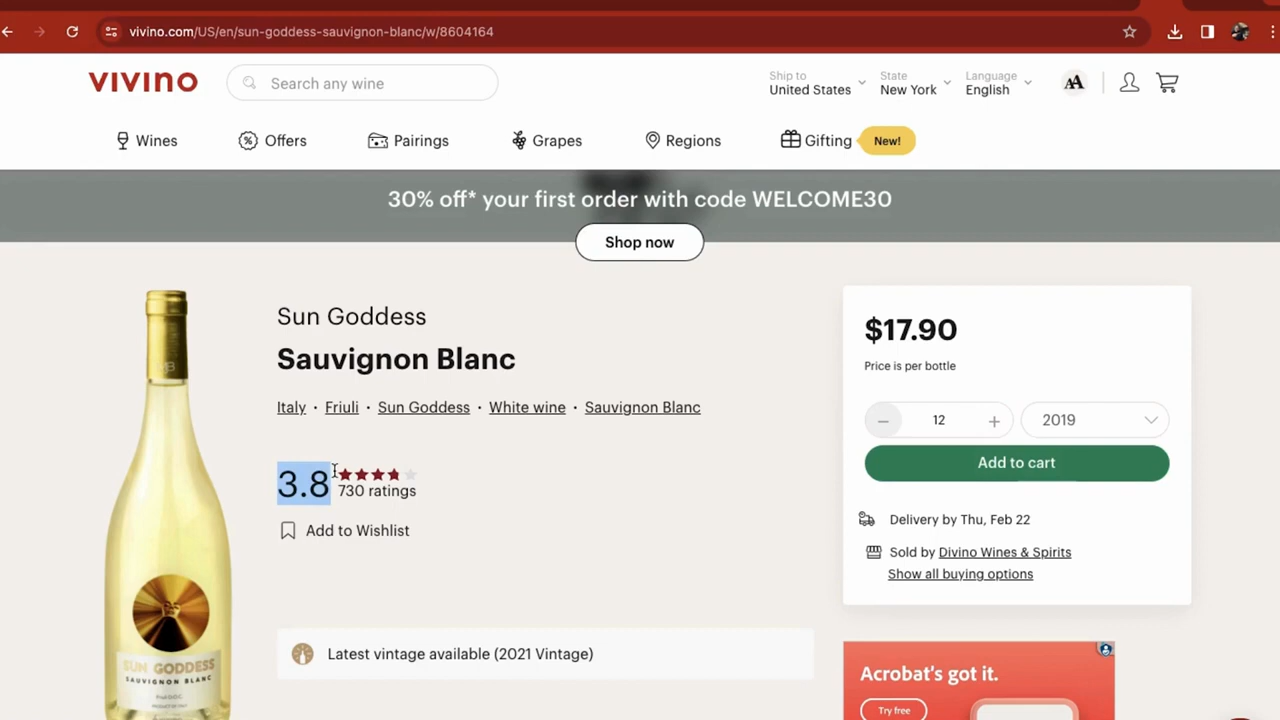 vivino.com/US/en/sun-goddess-sauvignon-blanc/w/8604164
VIVINO
Search any wine
Ship to
United States
State
New York
Language
English
AA
Wines
Offers
Pairings
Grapes
Regions
Gifting
New!
30% off* your first order with code WELCOME30
Shop now
Sun Goddess
Sauvignon Blanc
Italy · Friuli · Sun Goddess · White wine · Sauvignon Blanc
3.8
730 ratings
Add to Wishlist
Latest vintage available (2021 Vintage)
$17.90
Price is per bottle
12
2019
Add to cart
Delivery by Thu, Feb 22
Sold by Divino Wines & Spirits
Show all buying options
Acrobat's got it.
Try free
SUN GODDESS
SAUVIGNON BLANC